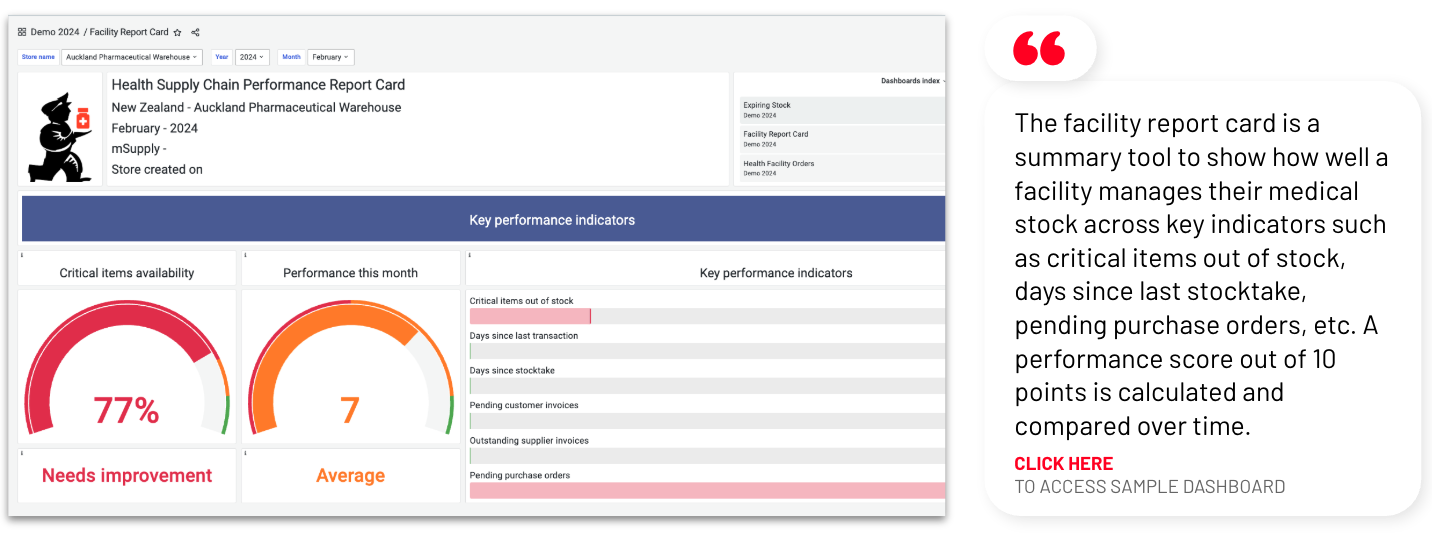 Demo 2024 / Facility Report Card
Store name Auckland Pharmaceutical Warehouse Year 2024 Month February
Health Supply Chain Performance Report Card
New Zealand - Auckland Pharmaceutical Warehouse
February - 2024
mSupply -
Store created on
Dashboards index
Expiring Stock
Demo 2024
Facility Report Card
Demo 2024
Health Facility Orders
Demo 2024
Key performance indicators
Critical items availability
77%
Needs improvement
Performance this month
7
Average
Key performance indicators
Critical items out of stock
Days since last transaction
Days since stocktake
Pending customer invoices
Outstanding supplier invoices
Pending purchase orders
The facility report card is a
summary tool to show how well a
facility manages their medical
stock across key indicators such
as critical items out of stock,
days since last stocktake,
pending purchase orders, etc. A
performance score out of 10
points is calculated and
compared over time.
CLICK HERE
TO ACCESS SAMPLE DASHBOARD